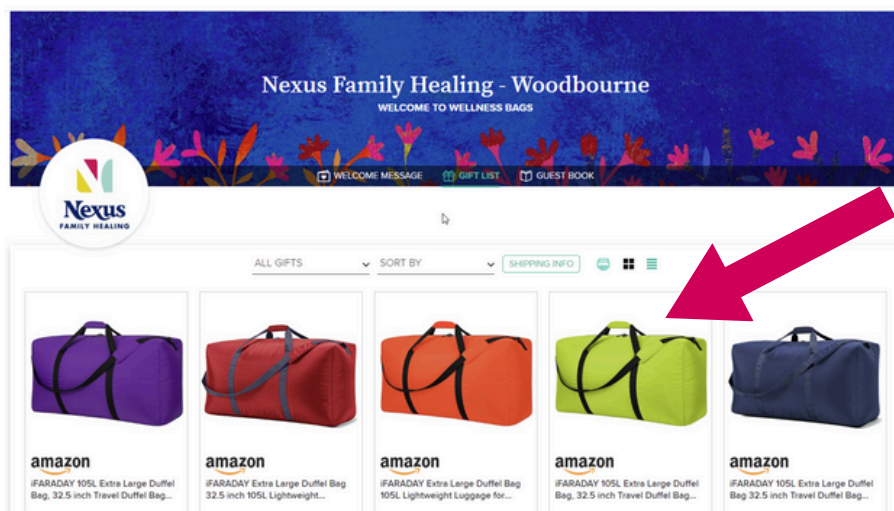 Nexus Family Healing - Woodbourne
WELCOME TO WELLNESS BAGS
WELCOME MESSAGE GIFT LIST GUEST BOOK
Nexus
FAMILY HEALING
ALL GIFTS SORT BY SHIPPING INFO
amazon amazon amazon amazon amazon
iFARADAY 105L Extra Large Duffel iFARADAY Extra Large Duffel Bag iFARADAY Extra Large Duffel Bag iFARADAY 105L Extra Large Duffel iFARADAY 105L Extra Large Duffel
Bag, 32.5 inch Travel Duffel Bag... 32.5 inch 105L Lightweight... 105L Lightweight Luggage for... Bag, 32.5 inch Travel Duffel Bag... Bag 32.5 inch Travel Duffel Bag...